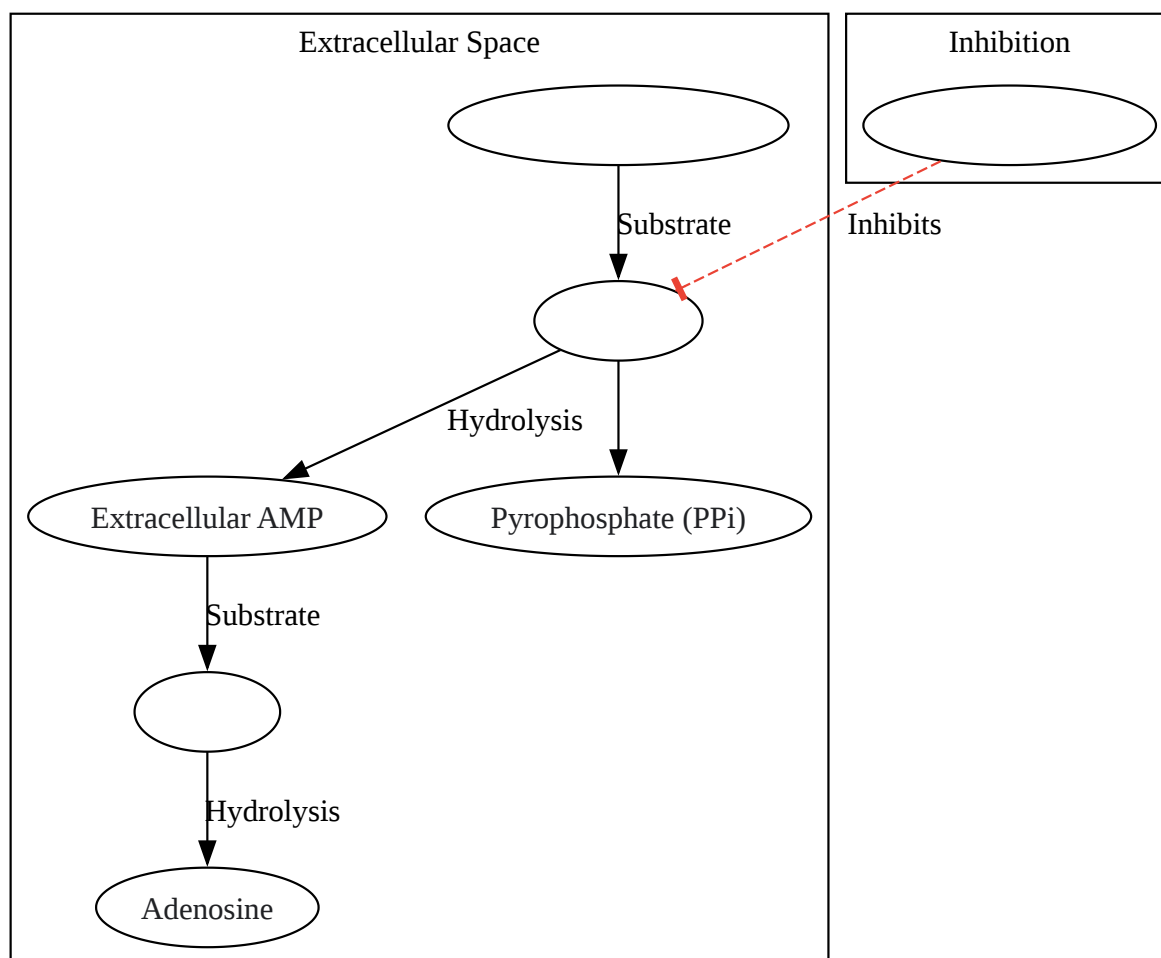 Extracellular Space
Inhibition
Substrate
Inhibits
Hydrolysis
Extracellular AMP
Pyrophosphate (PPi)
Substrate
Hydrolysis
Adenosine